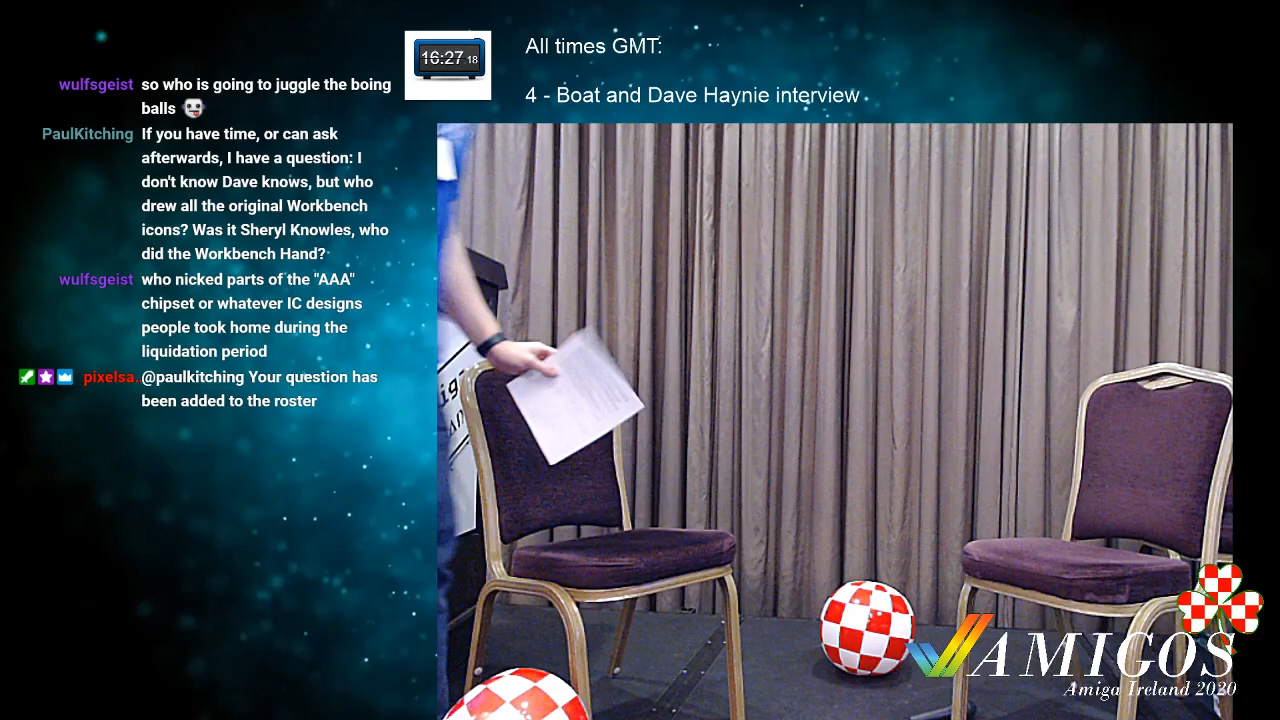 16:27 18
All times GMT:
4 - Boat and Dave Haynie interview
wulfsgeist so who is going to juggle the boing
balls
PaulKitching If you have time, or can ask
afterwards, I have a question: I
don't know Dave knows, but who
drew all the original Workbench
icons? Was it Sheryl Knowles, who
did the Workbench Hand?
wulfsgeist who nicked parts of the "AAA"
chipset or whatever IC designs
people took home during the
liquidation period
pixelsa..@paulkitching Your question has
been added to the roster
AMIGOS
Amiga Ireland 2020